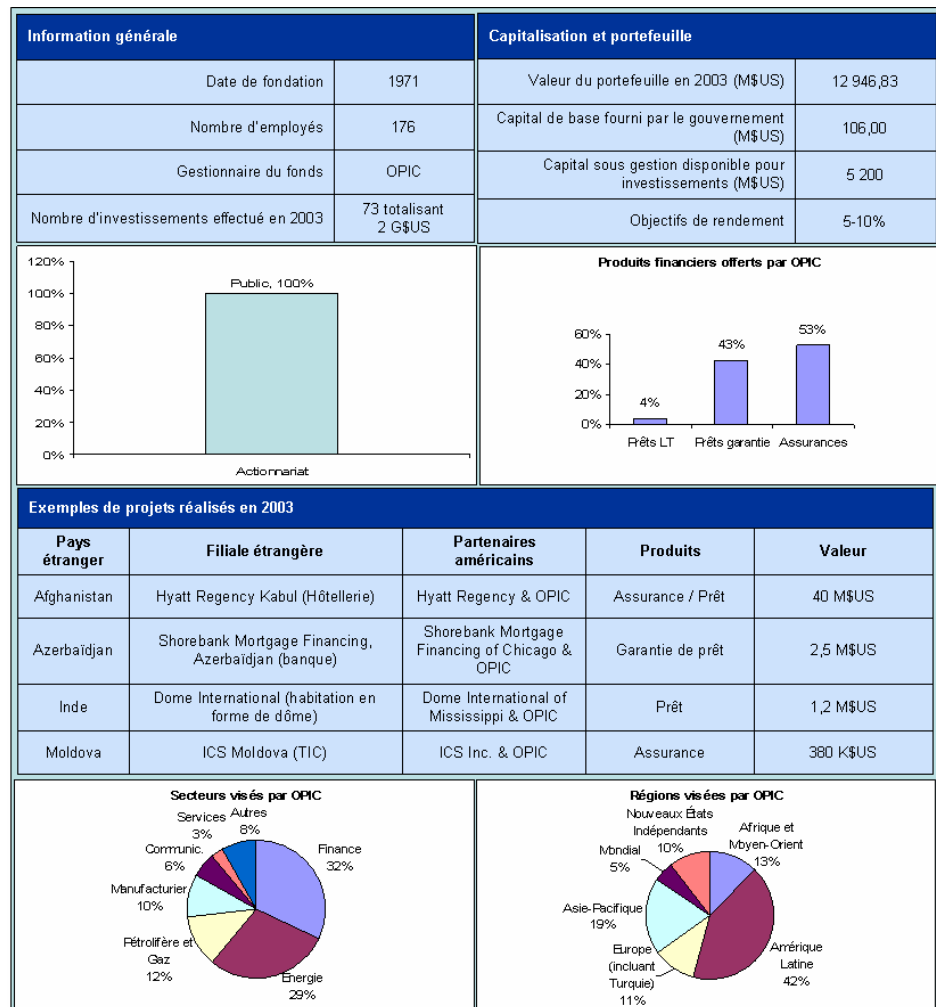 Information générale
Date de fondation
1971
Nombre d'employés
176
Gestionnaire du fonds
OPIC
Nombre d'investissements effectué en 2003
73 totalisant
2 G$US
Capitalisation et portefeuille
Valeur du portefeuille en 2003 (M$US)
12 946,83
Capital de base fourni par le gouvernement
(M$US)
106,00
Capital sous gestion disponible pour
investissements (M$US)
5 200
Objectifs de rendement
5-10%
120%
100%
80%
60%
40%
20%
0%
Public, 100%
Actionnariat
Produits financiers offerts par OPIC
60%
40%
20%
0%
4%
43%
53%
Prêts LT
Prêts garantie
Assurances
Exemples de projets réalisés en 2003
Pays
étranger
Filiale étrangère
Partenaires
américains
Produits
Valeur
Afghanistan
Hyatt Regency Kabul (Hôtellerie)
Hyatt Regency & OPIC
Assurance / Prêt
40 M$US
Azerbaïdjan
Shorebank Mortgage Financing,
Azerbaïdjan (banque)
Shorebank Mortgage
Financing of Chicago &
OPIC
Garantie de prêt
2,5 M$US
Inde
Dome International (habitation en
forme de dôme)
Dome International of
Mississippi & OPIC
Prêt
1,2 M$US
Moldova
ICS Moldova (TIC)
ICS Inc. & OPIC
Assurance
380 K$US
Secteurs visés par OPIC
Services
3%
Autres
8%
Communic.
6%
Finance
32%
Manufacturier
10%
Pétrolifère et
Gaz
12%
Énergie
29%
Régions visées par OPIC
Nouveaux États
Indépendants
10%
Afrique et
Moyen-Orient
13%
Mondial
5%
Asie-Pacifique
19%
Europe
(incluant
Turquie)
11%
Amérique
Latine
42%